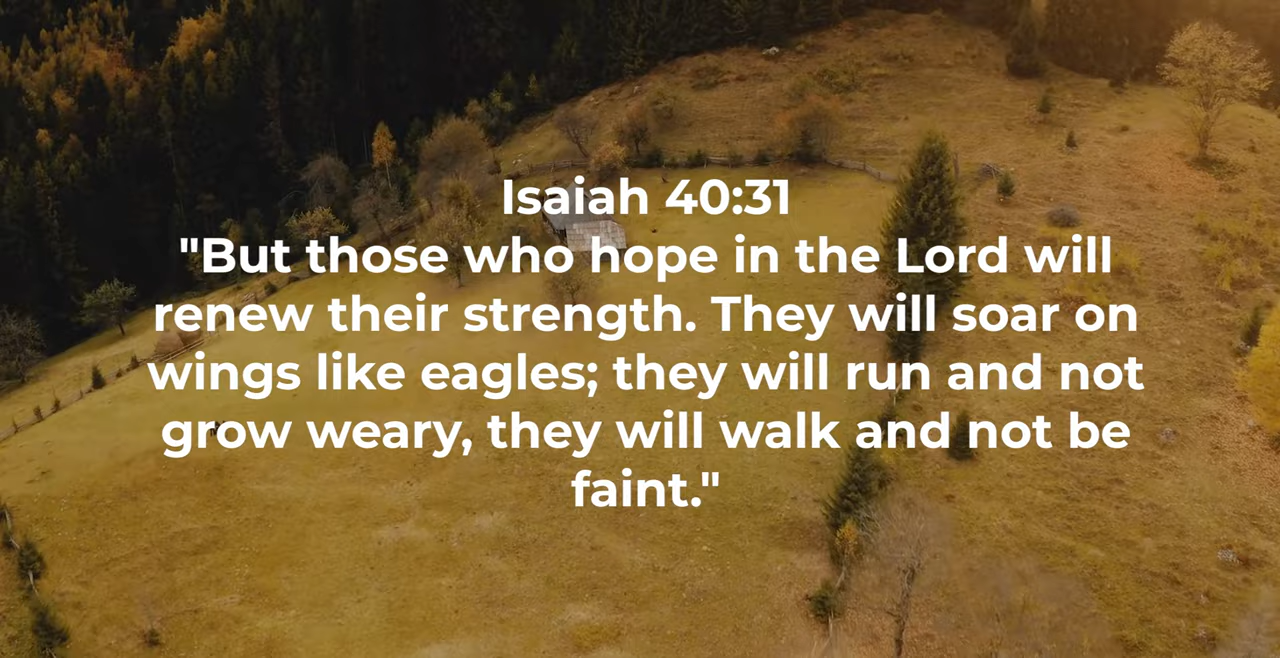 Isaiah 40:31
"But those who hope in the Lord will
renew their strength. They will soar on
wings like eagles; they will run and not
grow weary, they will walk and not be
faint."